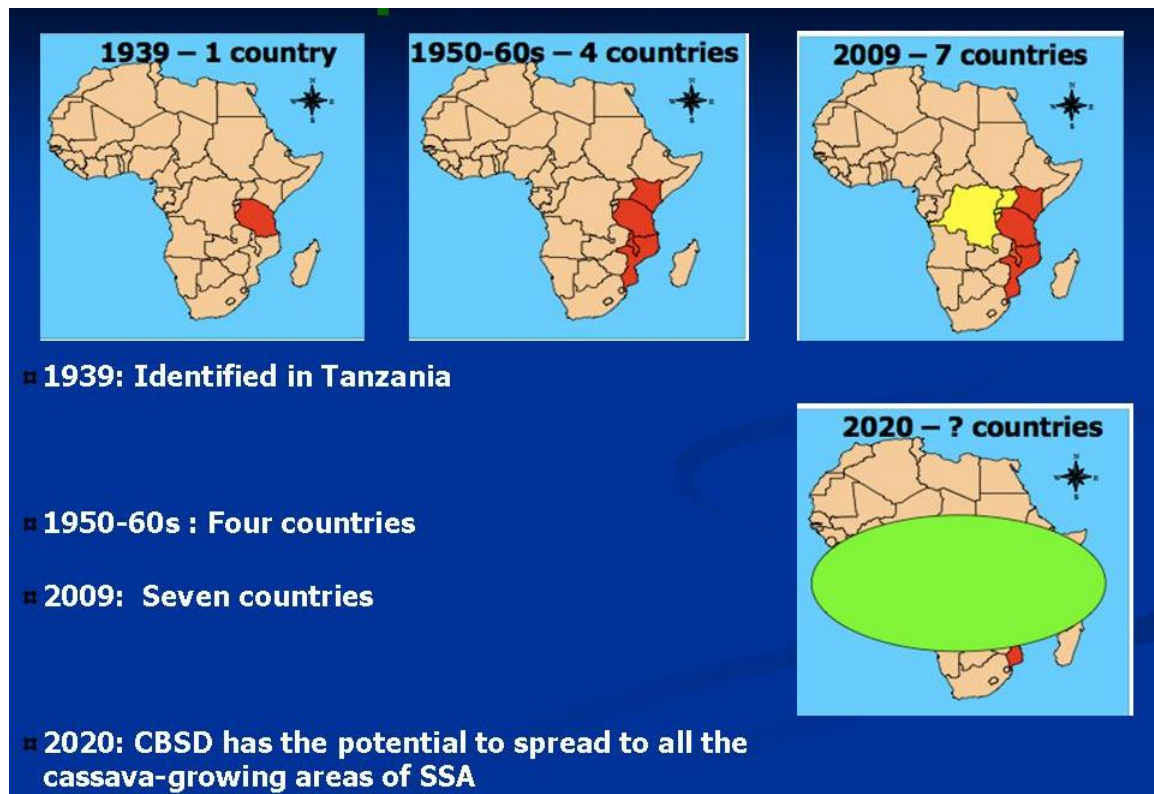 1939 – 1 country
1950-60s – 4 countries
2009 – 7 countries
¤ 1939: Identified in Tanzania
2020 – ? countries
¤ 1950-60s : Four countries
¤ 2009:  Seven countries
¤ 2020: CBSD has the potential to spread to all the
cassava-growing areas of SSA